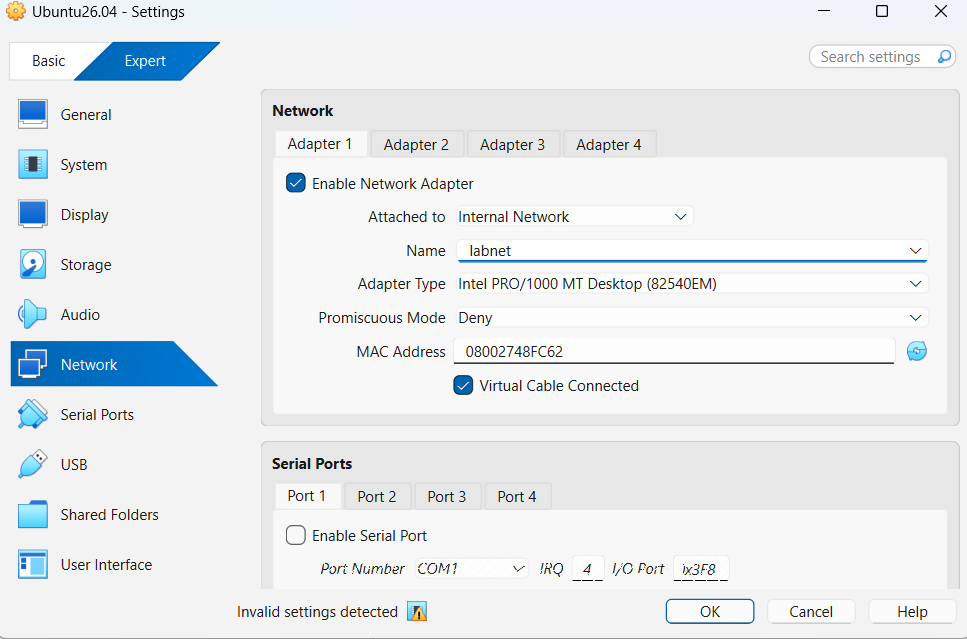 Ubuntu26.04 - Settings
Basic
Expert
Search settings
General
System
Display
Storage
Audio
Network
Serial Ports
USB
Shared Folders
User Interface
Network
Adapter 1
Adapter 2
Adapter 3
Adapter 4
Enable Network Adapter
Attached to Internal Network
Name labnet
Adapter Type Intel PRO/1000 MT Desktop (82540EM)
Promiscuous Mode Deny
MAC Address 08002748FC62
Virtual Cable Connected
Serial Ports
Port 1
Port 2
Port 3
Port 4
Enable Serial Port
Port Number COM1 IRQ 4 I/O Port 0x3F8
Invalid settings detected
OK
Cancel
Help